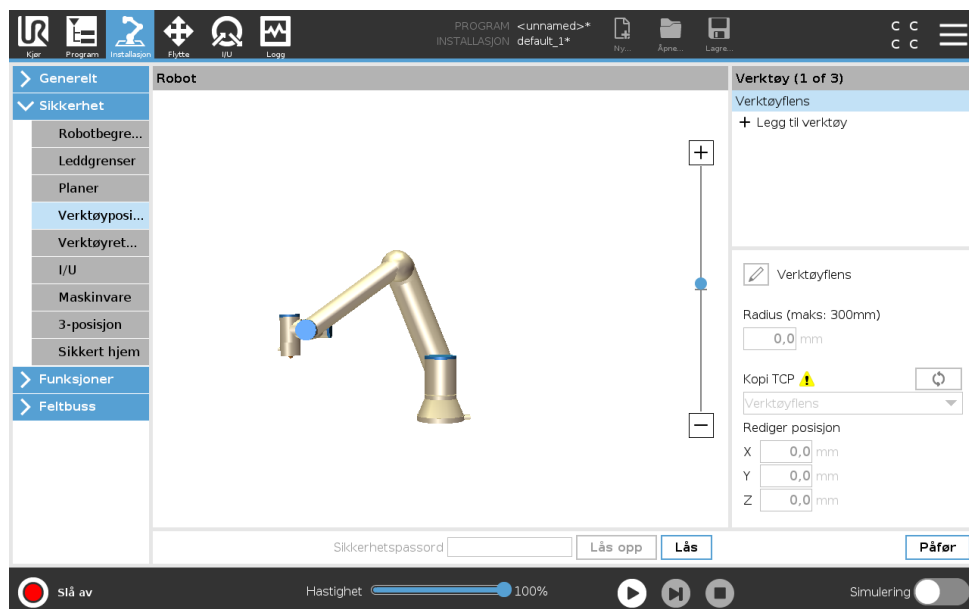 UR
PROGRAM <unnamed>*
INSTALLASJON default_1*
Kjør Program Installasjon Flytte I/U Logg Ny... Åpne... Lagre...
C C
C C
Generelt
Sikkerhet
Robotbegre...
Leddgrenser
Planer
Verktøyposi...
Verktøyret...
I/U
Maskinvare
3-posisjon
Sikkert hjem
Funksjoner
Feltbuss
Robot
Verktøy (1 of 3)
Verktøyflens
+ Legg til verktøy
Verktøyflens
Radius (maks: 300mm)
0,0 mm
Kopi TCP
Verktøyflens
Rediger posisjon
X 0,0 mm
Y 0,0 mm
Z 0,0 mm
Sikkerhetspassord Lås opp Lås Påfør
Slå av Hastighet 100% Simulering